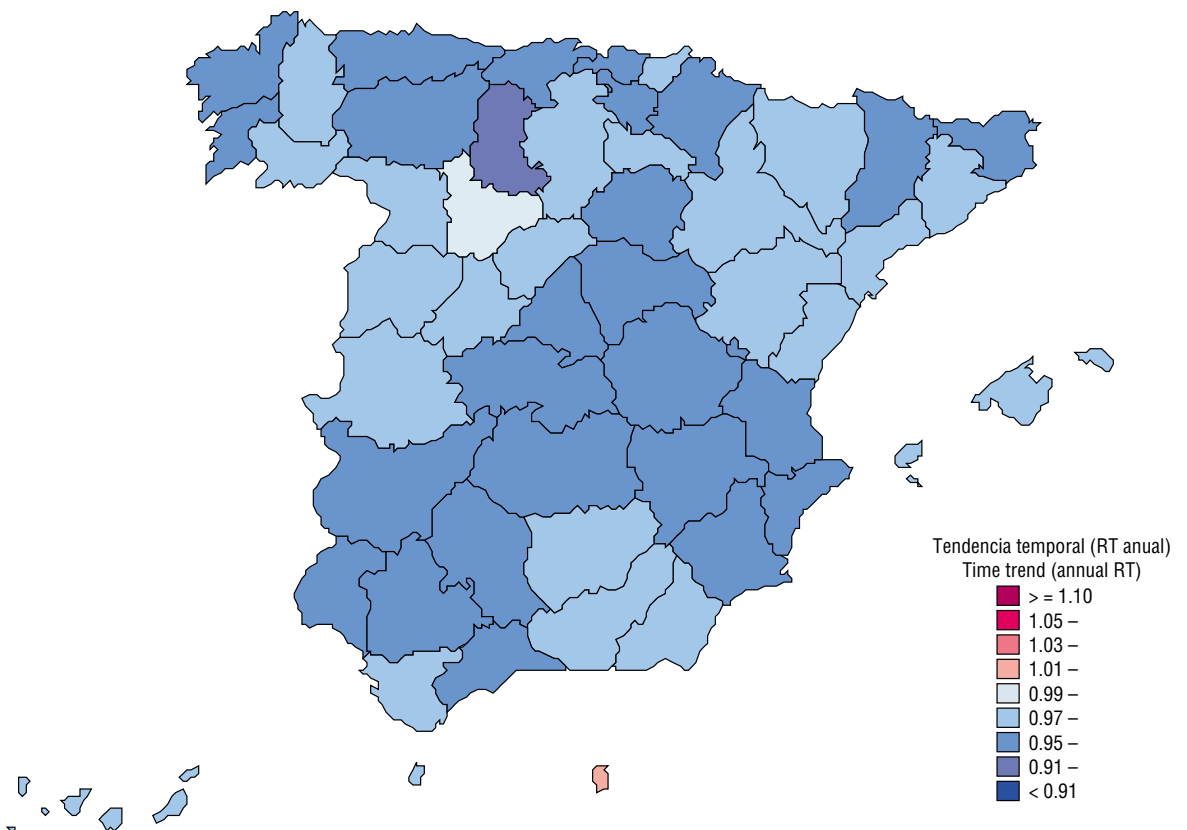 Tendencia temporal (RT anual)
Time trend (annual RT)
> = 1.10
1.05 –
1.03 –
1.01 –
0.99 –
0.97 –
0.95 –
0.91 –
< 0.91